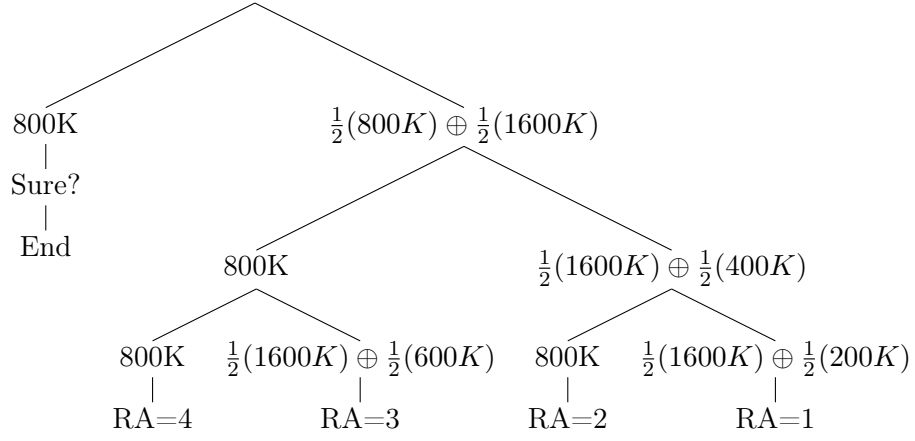 800K
½(800K) ⊕ ½(1600K)
Sure?
End
800K
½(1600K) ⊕ ½(400K)
800K
½(1600K) ⊕ ½(600K)
800K
½(1600K) ⊕ ½(200K)
RA=4
RA=3
RA=2
RA=1